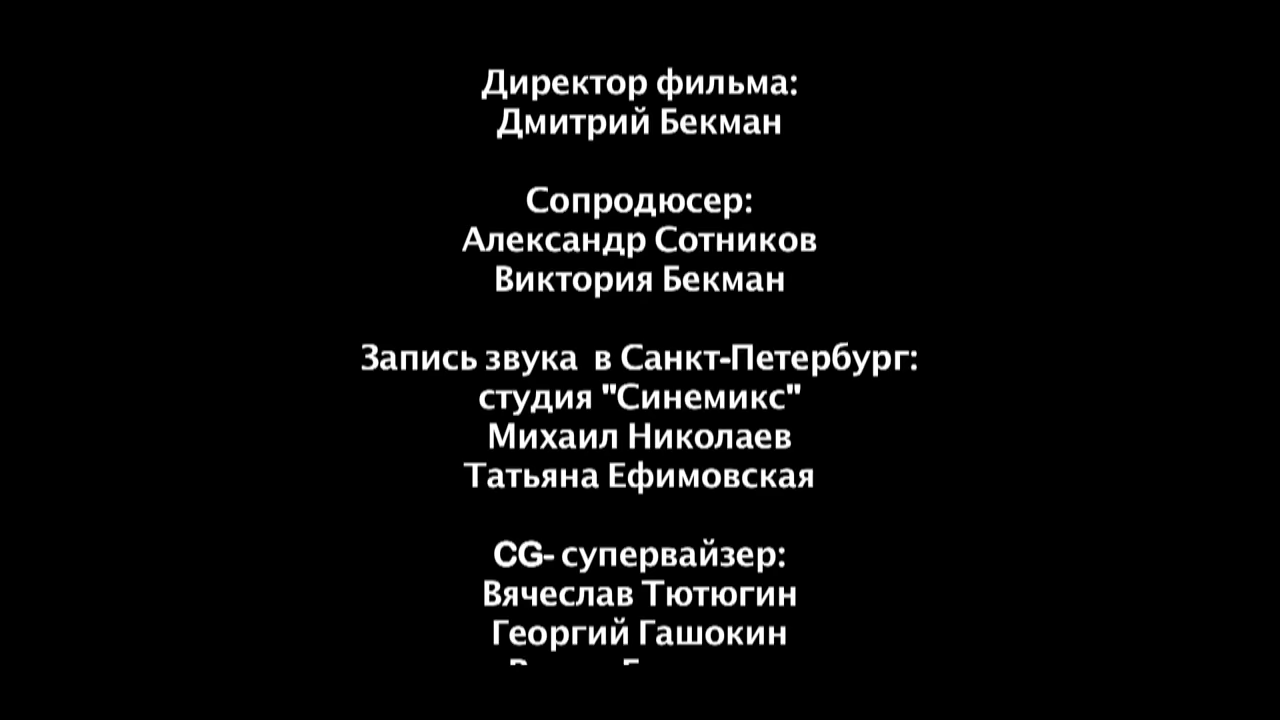 Директор фильма:
Дмитрий Бекман
Сопродюсер:
Александр Сотников
Виктория Бекман
Запись звука  в Санкт-Петербург:
студия "Синемикс"
Михаил Николаев
Татьяна Ефимовская
CG- супервайзер:
Вячеслав Тютюгин
Георгий Гашокин